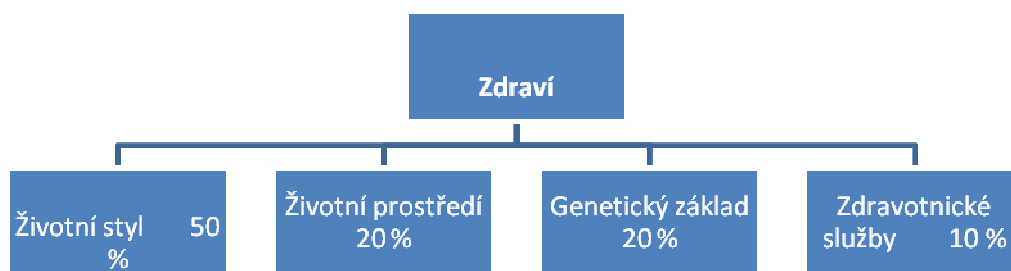 Zdraví
Životní styl 50
%
Životní prostředí
20 %
Genetický základ
20 %
Zdravotnické
služby 10 %